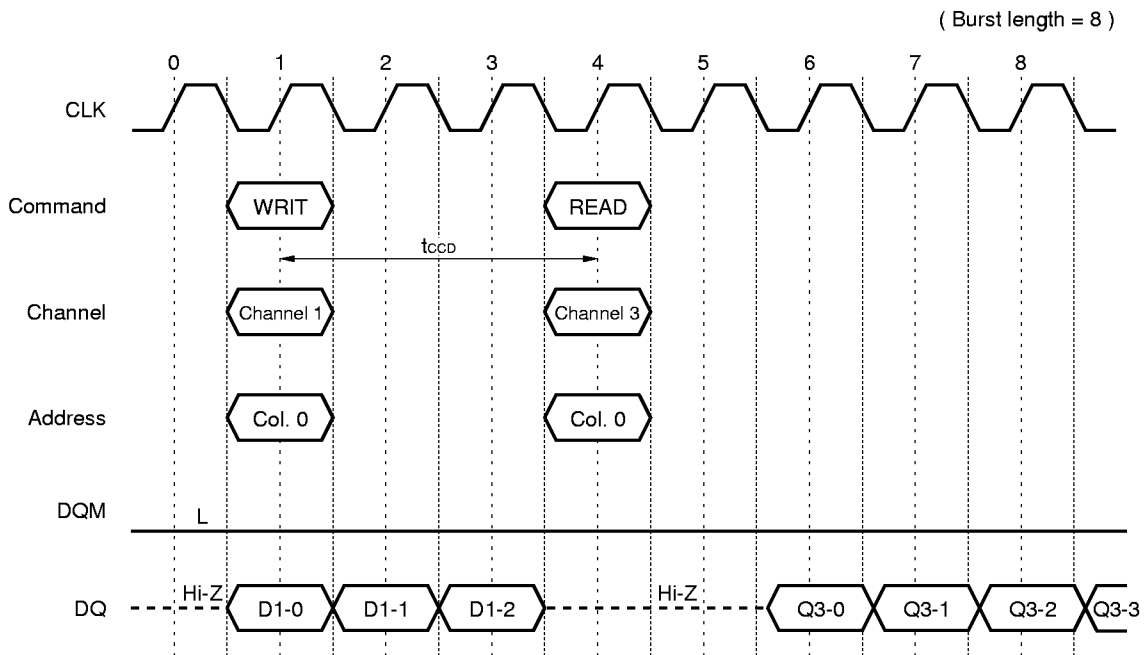 ( Burst length = 8 )
0 1 2 3 4 5 6 7 8
CLK
Command WRIT READ
tCCD
Channel Channel 1 Channel 3
Address Col. 0 Col. 0
DQM L
DQ Hi-Z D1-0 D1-1 D1-2 Hi-Z Q3-0 Q3-1 Q3-2 Q3-3